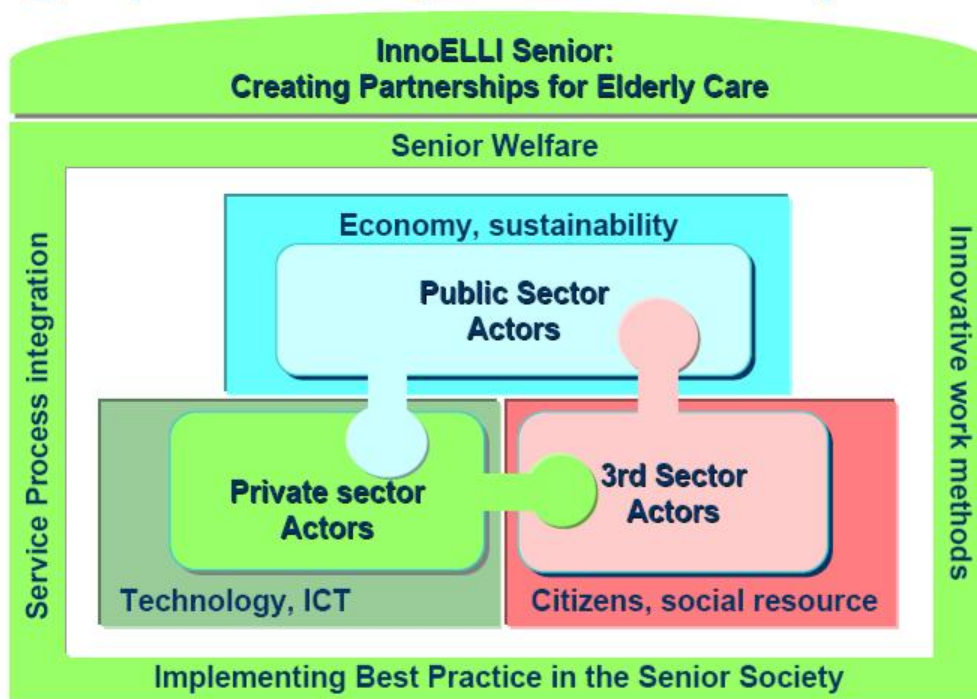 InnoELLI Senior:
Creating Partnerships for Elderly Care
Senior Welfare
Service Process integration
Economy, sustainability
Public Sector
Actors
Private sector
Actors
Technology, ICT
3rd Sector
Actors
Citizens, social resource
Innovative work methods
Implementing Best Practice in the Senior Society